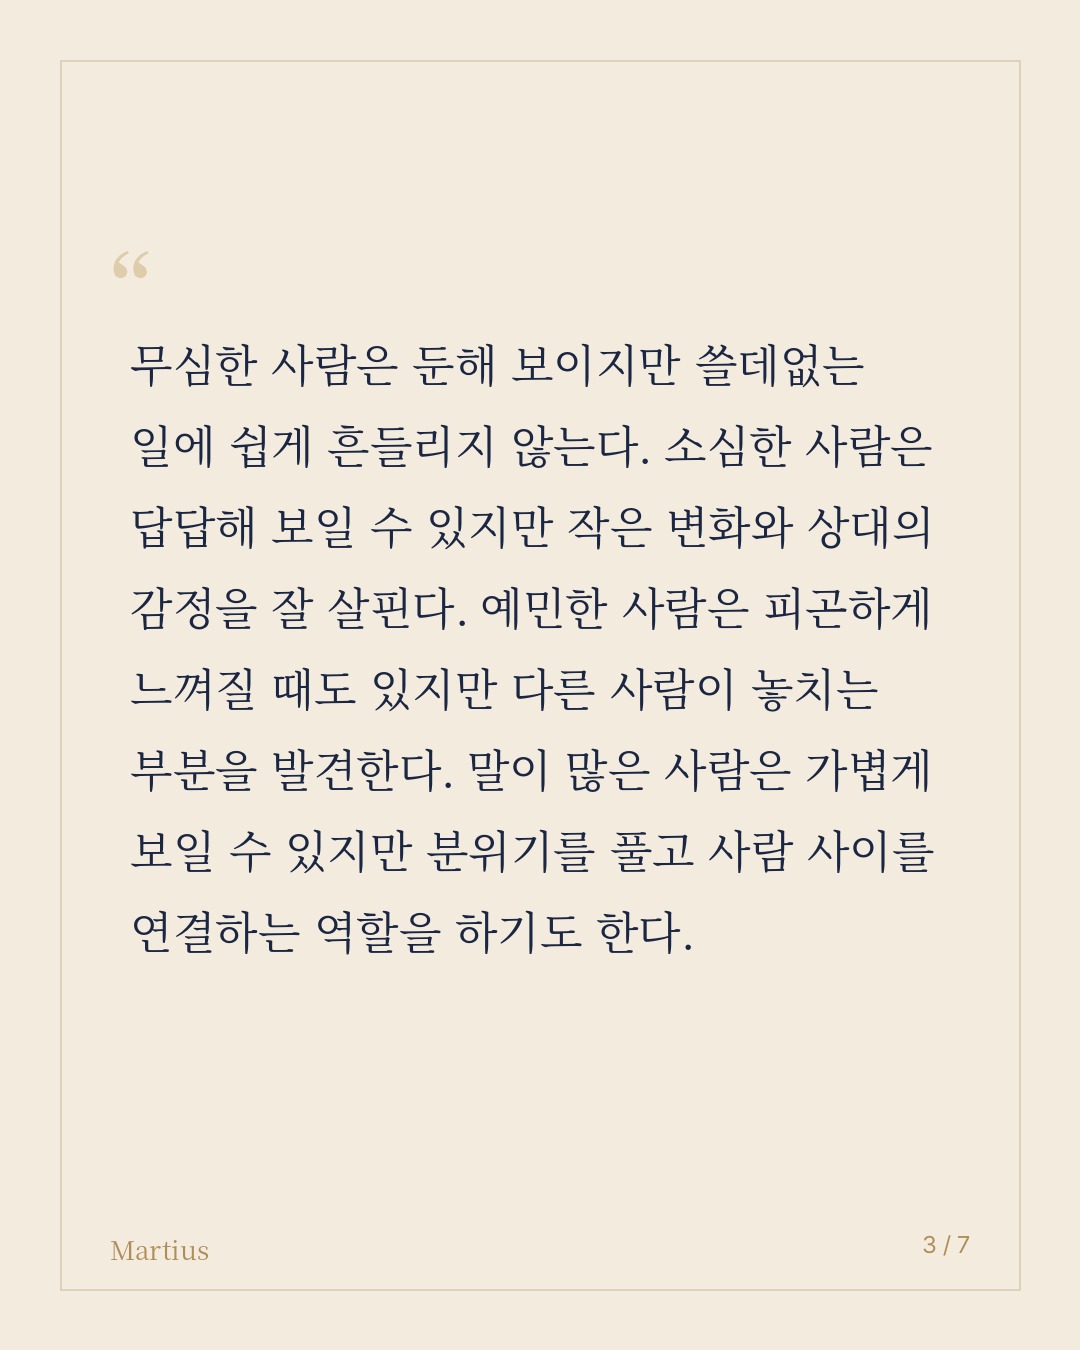 “
무심한 사람은 둔해 보이지만 쓸데없는
일에 쉽게 흔들리지 않는다. 소심한 사람은
답답해 보일 수 있지만 작은 변화와 상대의
감정을 잘 살핀다. 예민한 사람은 피곤하게
느껴질 때도 있지만 다른 사람이 놓치는
부분을 발견한다. 말이 많은 사람은 가볍게
보일 수 있지만 분위기를 풀고 사람 사이를
연결하는 역할을 하기도 한다.
Martius
3 / 7